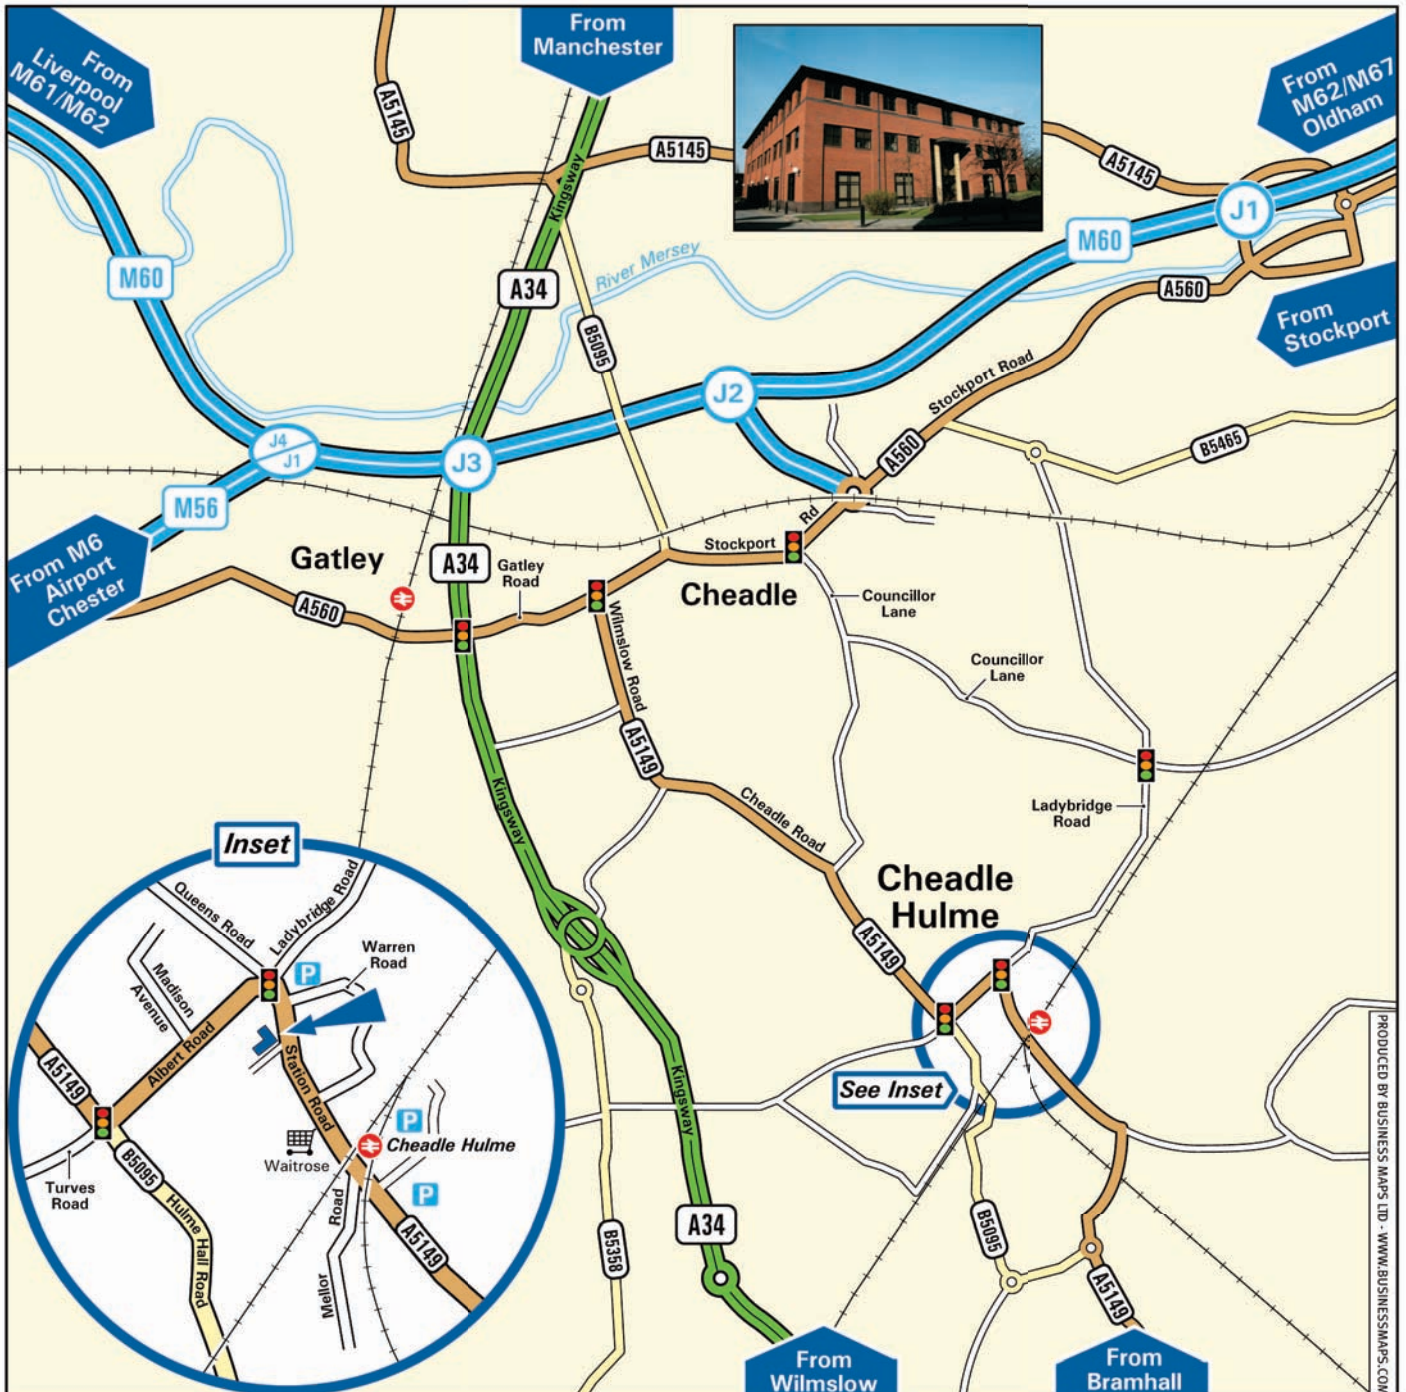 From
Liverpool
M61/M62
From
Manchester
From
M62/M67
Oldham
A5145
A5145
A5145
Kingsway
J1
M60
M60
A34
River Mersey
A560
From
Stockport
B5095
J2
Stockport Road
J4
J1
J3
A560
B5465
M56
From M6
Airport
Chester
Gatley
A34
Gatley
Road
Stockport
Rd
Cheadle
Councillor
Lane
A560
Wilmslow Road
Councillor
Lane
A5149
Kingsway
Cheadle Road
Ladybridge
Road
Cheadle
Hulme
A5149
See Inset
Kingsway
A34
B5358
B5095
A5149
From
Wilmslow
From
Bramhall
Inset
Queens Road
Ladybridge Road
Warren
Road
P
Madison
Avenue
Albert Road
Station Road
A5149
P
Cheadle Hulme
Waitrose
Turves
Road
B5095
Hulme Hall Road
P
Mellor
Road
A5149
PRODUCED BY BUSINESS MAPS LTD - WWW.BUSINESSMAPS.COM